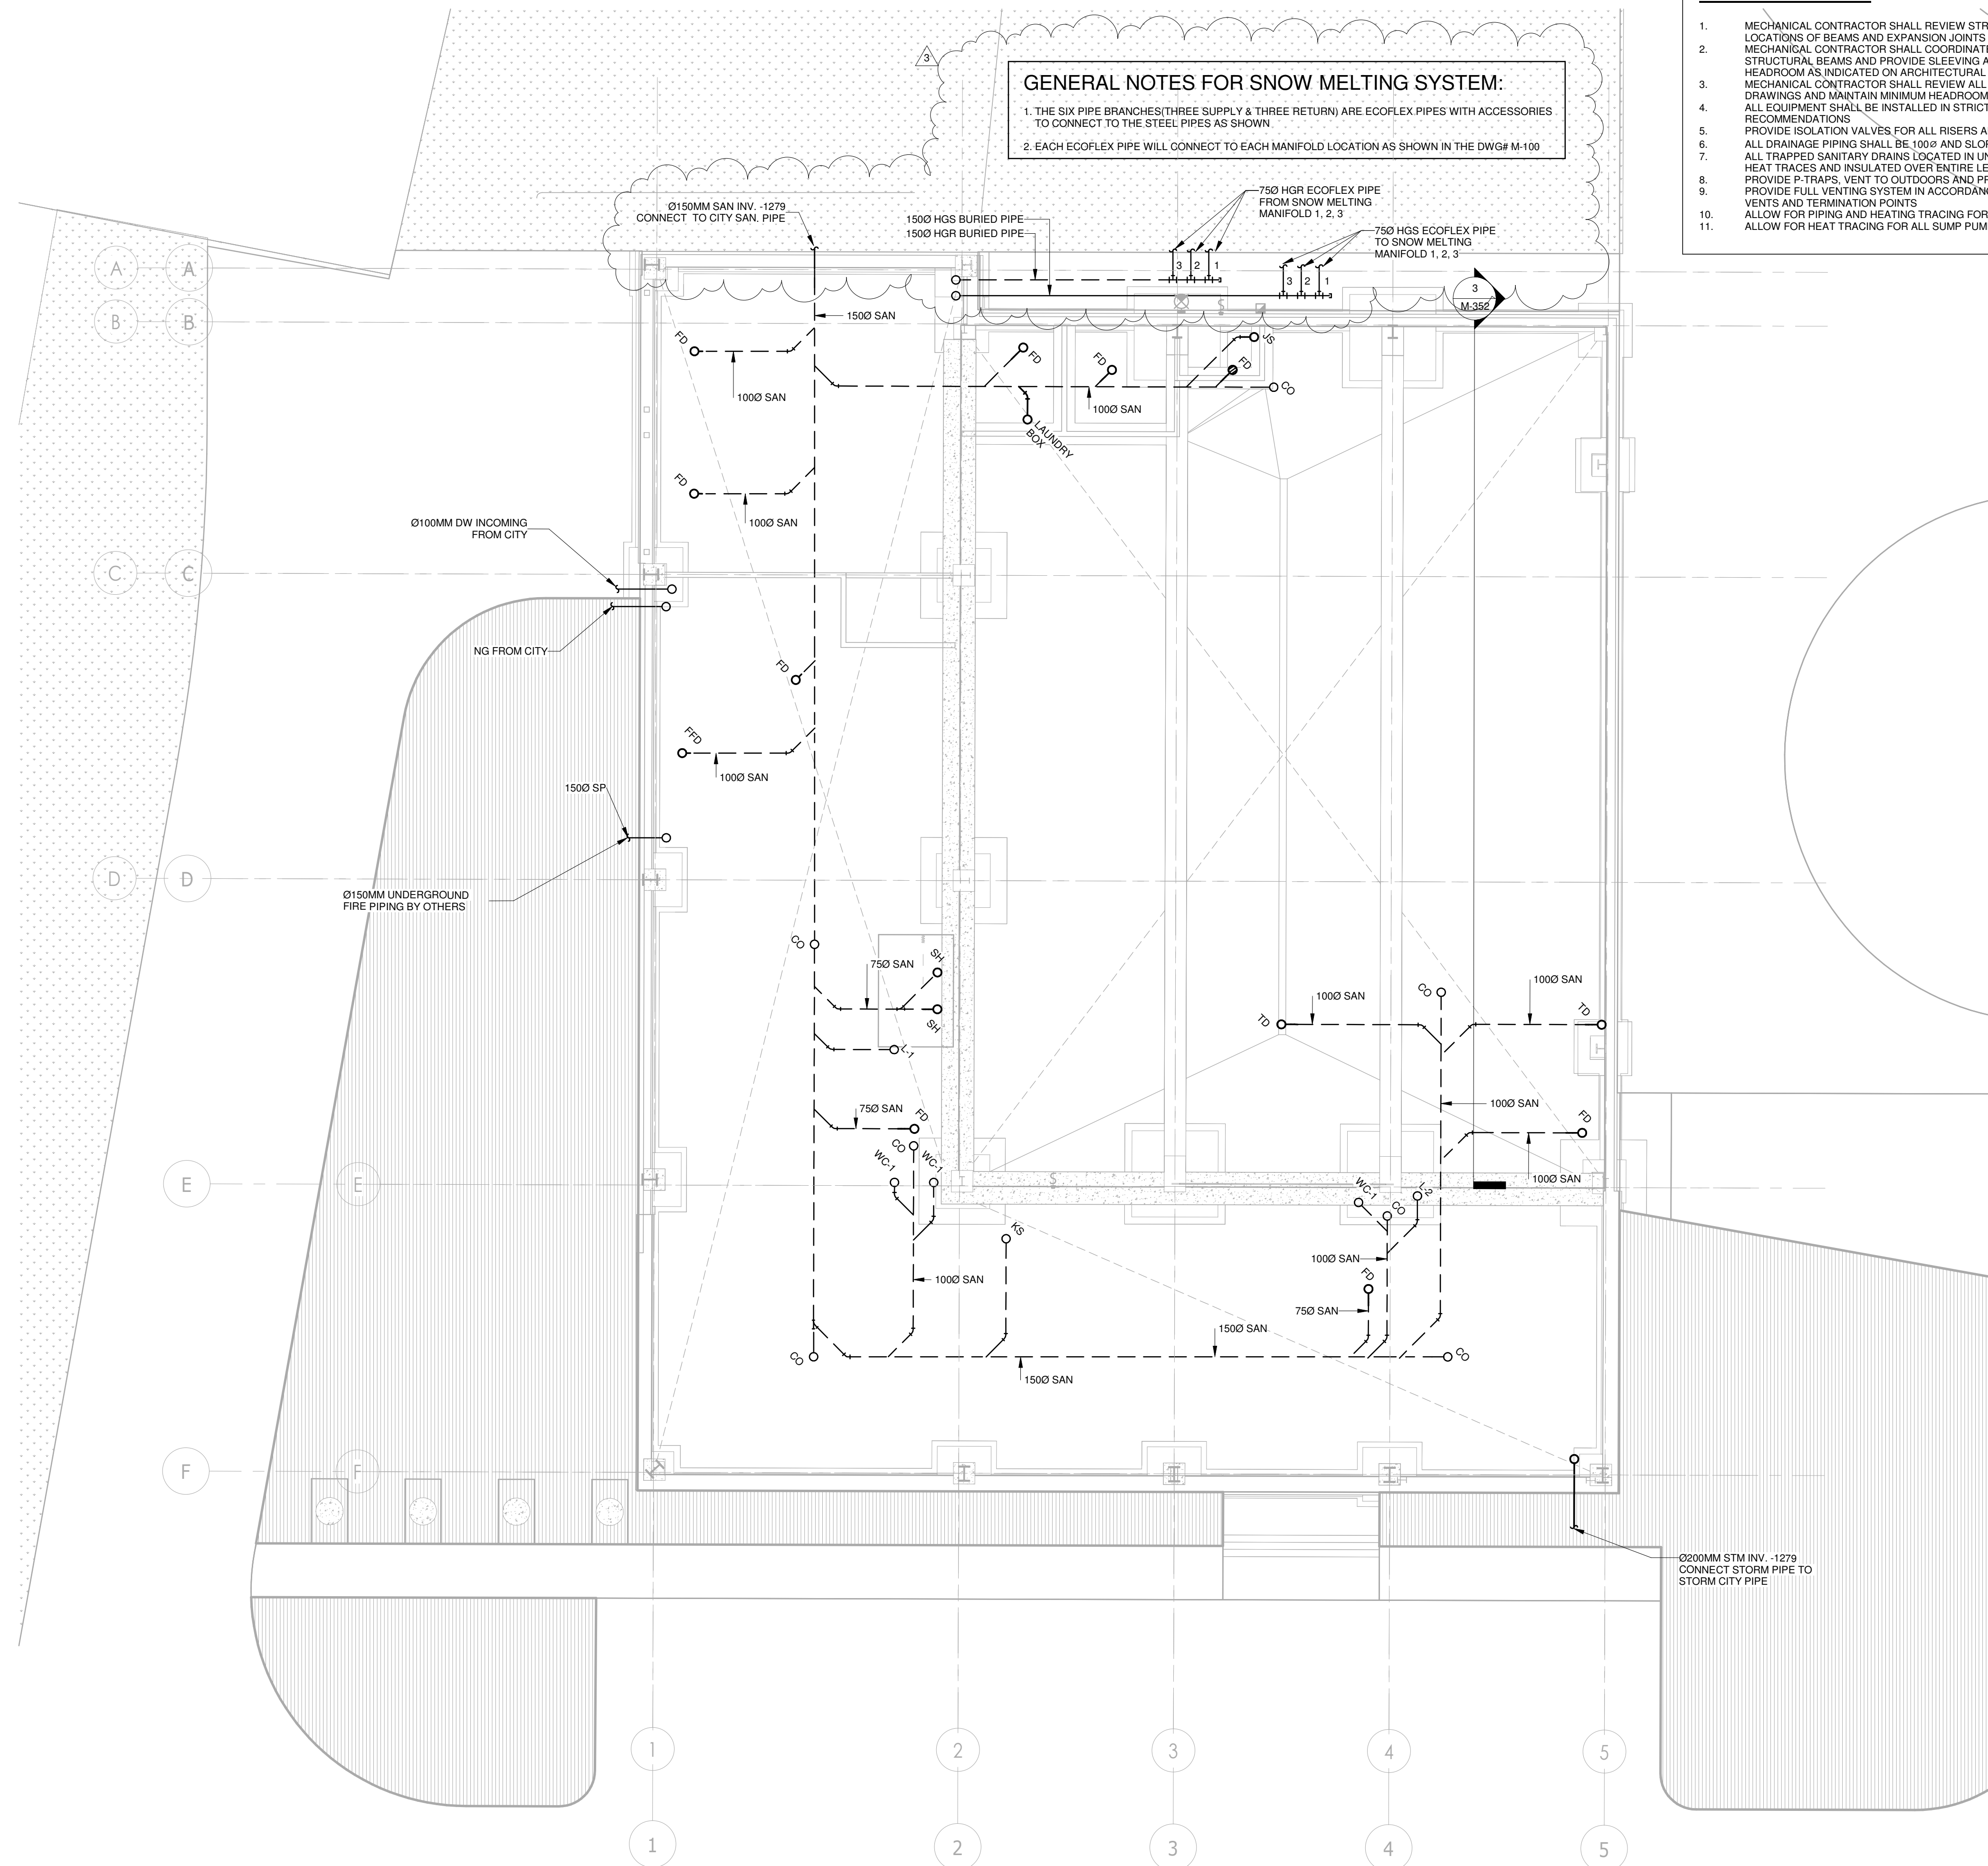 3
GENERAL NOTES FOR SNOW MELTING SYSTEM:
1. THE SIX PIPE BRANCHES(THREE SUPPLY & THREE RETURN) ARE ECOFLEX PIPES WITH ACCESSORIES
TO CONNECT TO THE STEEL PIPES AS SHOWN
2. EACH ECOFLEX PIPE WILL CONNECT TO EACH MANIFOLD LOCATION AS SHOWN IN THE DWG# M-100
1. MECHANICAL CONTRACTOR SHALL REVIEW STR
LOCATIONS OF BEAMS AND EXPANSION JOINTS
2. MECHANICAL CONTRACTOR SHALL COORDINATE
STRUCTURAL BEAMS AND PROVIDE SLEEVING A
HEADROOM AS INDICATED ON ARCHITECTURAL
3. MECHANICAL CONTRACTOR SHALL REVIEW ALL
DRAWINGS AND MAINTAIN MINIMUM HEADROOM
4. ALL EQUIPMENT SHALL BE INSTALLED IN STRICT
RECOMMENDATIONS
5. PROVIDE ISOLATION VALVES FOR ALL RISERS A
6. ALL DRAINAGE PIPING SHALL BE 100Ø AND SLOP
7. ALL TRAPPED SANITARY DRAINS LOCATED IN UN
HEAT TRACES AND INSULATED OVER ENTIRE LE
8. PROVIDE P-TRAPS, VENT TO OUTDOORS AND PR
9. PROVIDE FULL VENTING SYSTEM IN ACCORDANC
VENTS AND TERMINATION POINTS
10. ALLOW FOR PIPING AND HEATING TRACING FOR
11. ALLOW FOR HEAT TRACING FOR ALL SUMP PUM
Ø150MM SAN INV. -1279
CONNECT TO CITY SAN. PIPE
150Ø HGS BURIED PIPE
150Ø HGR BURIED PIPE
75Ø HGR ECOFLEX PIPE
FROM SNOW MELTING
MANIFOLD 1, 2, 3
75Ø HGS ECOFLEX PIPE
TO SNOW MELTING
MANIFOLD 1, 2, 3
3 2 1
3 2 1
3
M-352
A A
B B
150Ø SAN
FD
100Ø SAN
FD
FD
FD
JS
CO
100Ø SAN
LAUNDRY
BOX
FD
100Ø SAN
Ø100MM DW INCOMING
FROM CITY
C C
NG FROM CITY
FD
FFD
100Ø SAN
150Ø SP
D D
Ø150MM UNDERGROUND
FIRE PIPING BY OTHERS
CO
75Ø SAN
SH
SH
L-1
75Ø SAN
FD
CO
WC-1
WC-1
TD
100Ø SAN
CO
100Ø SAN
TD
100Ø SAN
FD
100Ø SAN
E E
S
S
WC-1
CO
L-2
KS
100Ø SAN
100Ø SAN
FD
75Ø SAN
150Ø SAN
CO
CO
150Ø SAN
F F
Ø200MM STM INV. -1279
CONNECT STORM PIPE TO
STORM CITY PIPE
1 2 3 4 5
1 2 3 4 5